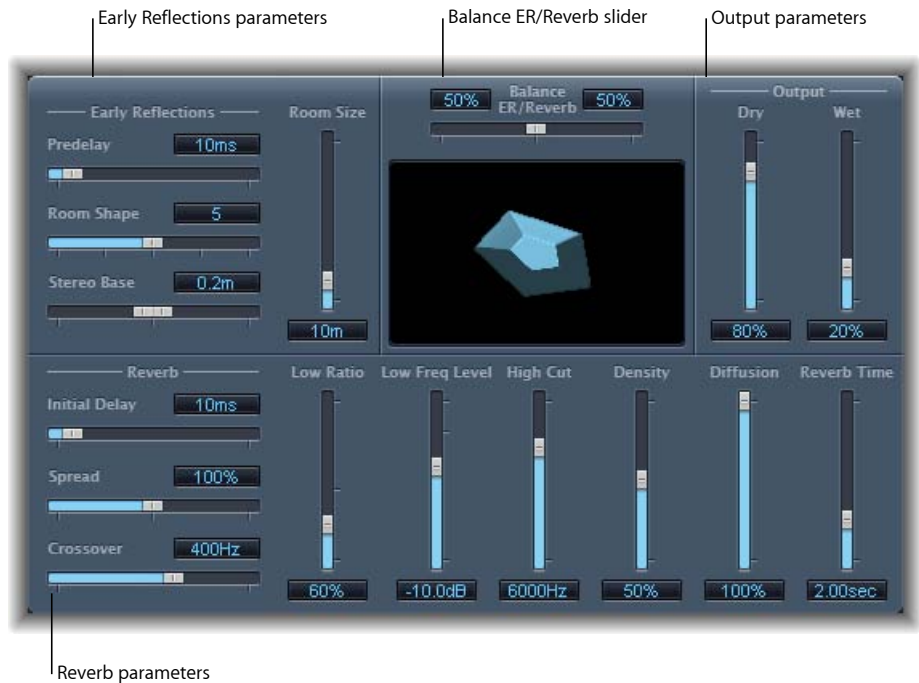 Early Reflections parameters
Balance ER/Reverb slider
Output parameters
Early Reflections
Predelay
10ms
Room Shape
5
Stereo Base
0.2m
Room Size
10m
50%
Balance
ER/Reverb
50%
Output
Dry
Wet
80%
20%
Reverb
Initial Delay
10ms
Spread
100%
Crossover
400Hz
Low Ratio
Low Freq Level
High Cut
Density
Diffusion
Reverb Time
60%
-10.0dB
6000Hz
50%
100%
2.00sec
Reverb parameters